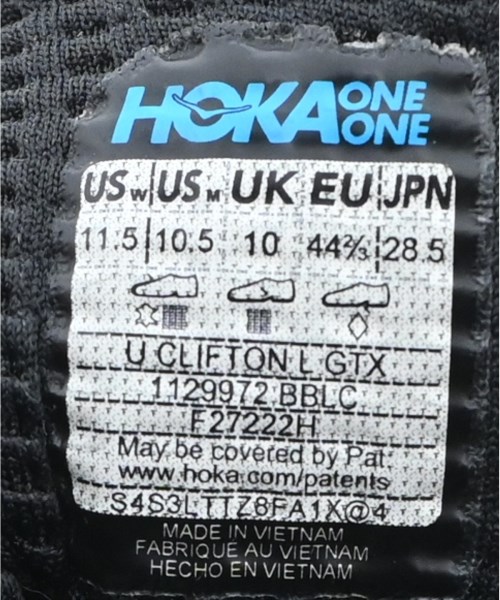 HOKA ONE ONE
US W US M UK EU JPN
11.5 10.5 10 44⅔ 28.5
U CLIFTON L GTX
1129972 BBLC
F27222H
May be covered by Pat.
www.hoka.com/patents
S4S3LTTZ8FA1X@4
MADE IN VIETNAM
FABRIQUÉ AU VIETNAM
HECHO EN VIETNAM